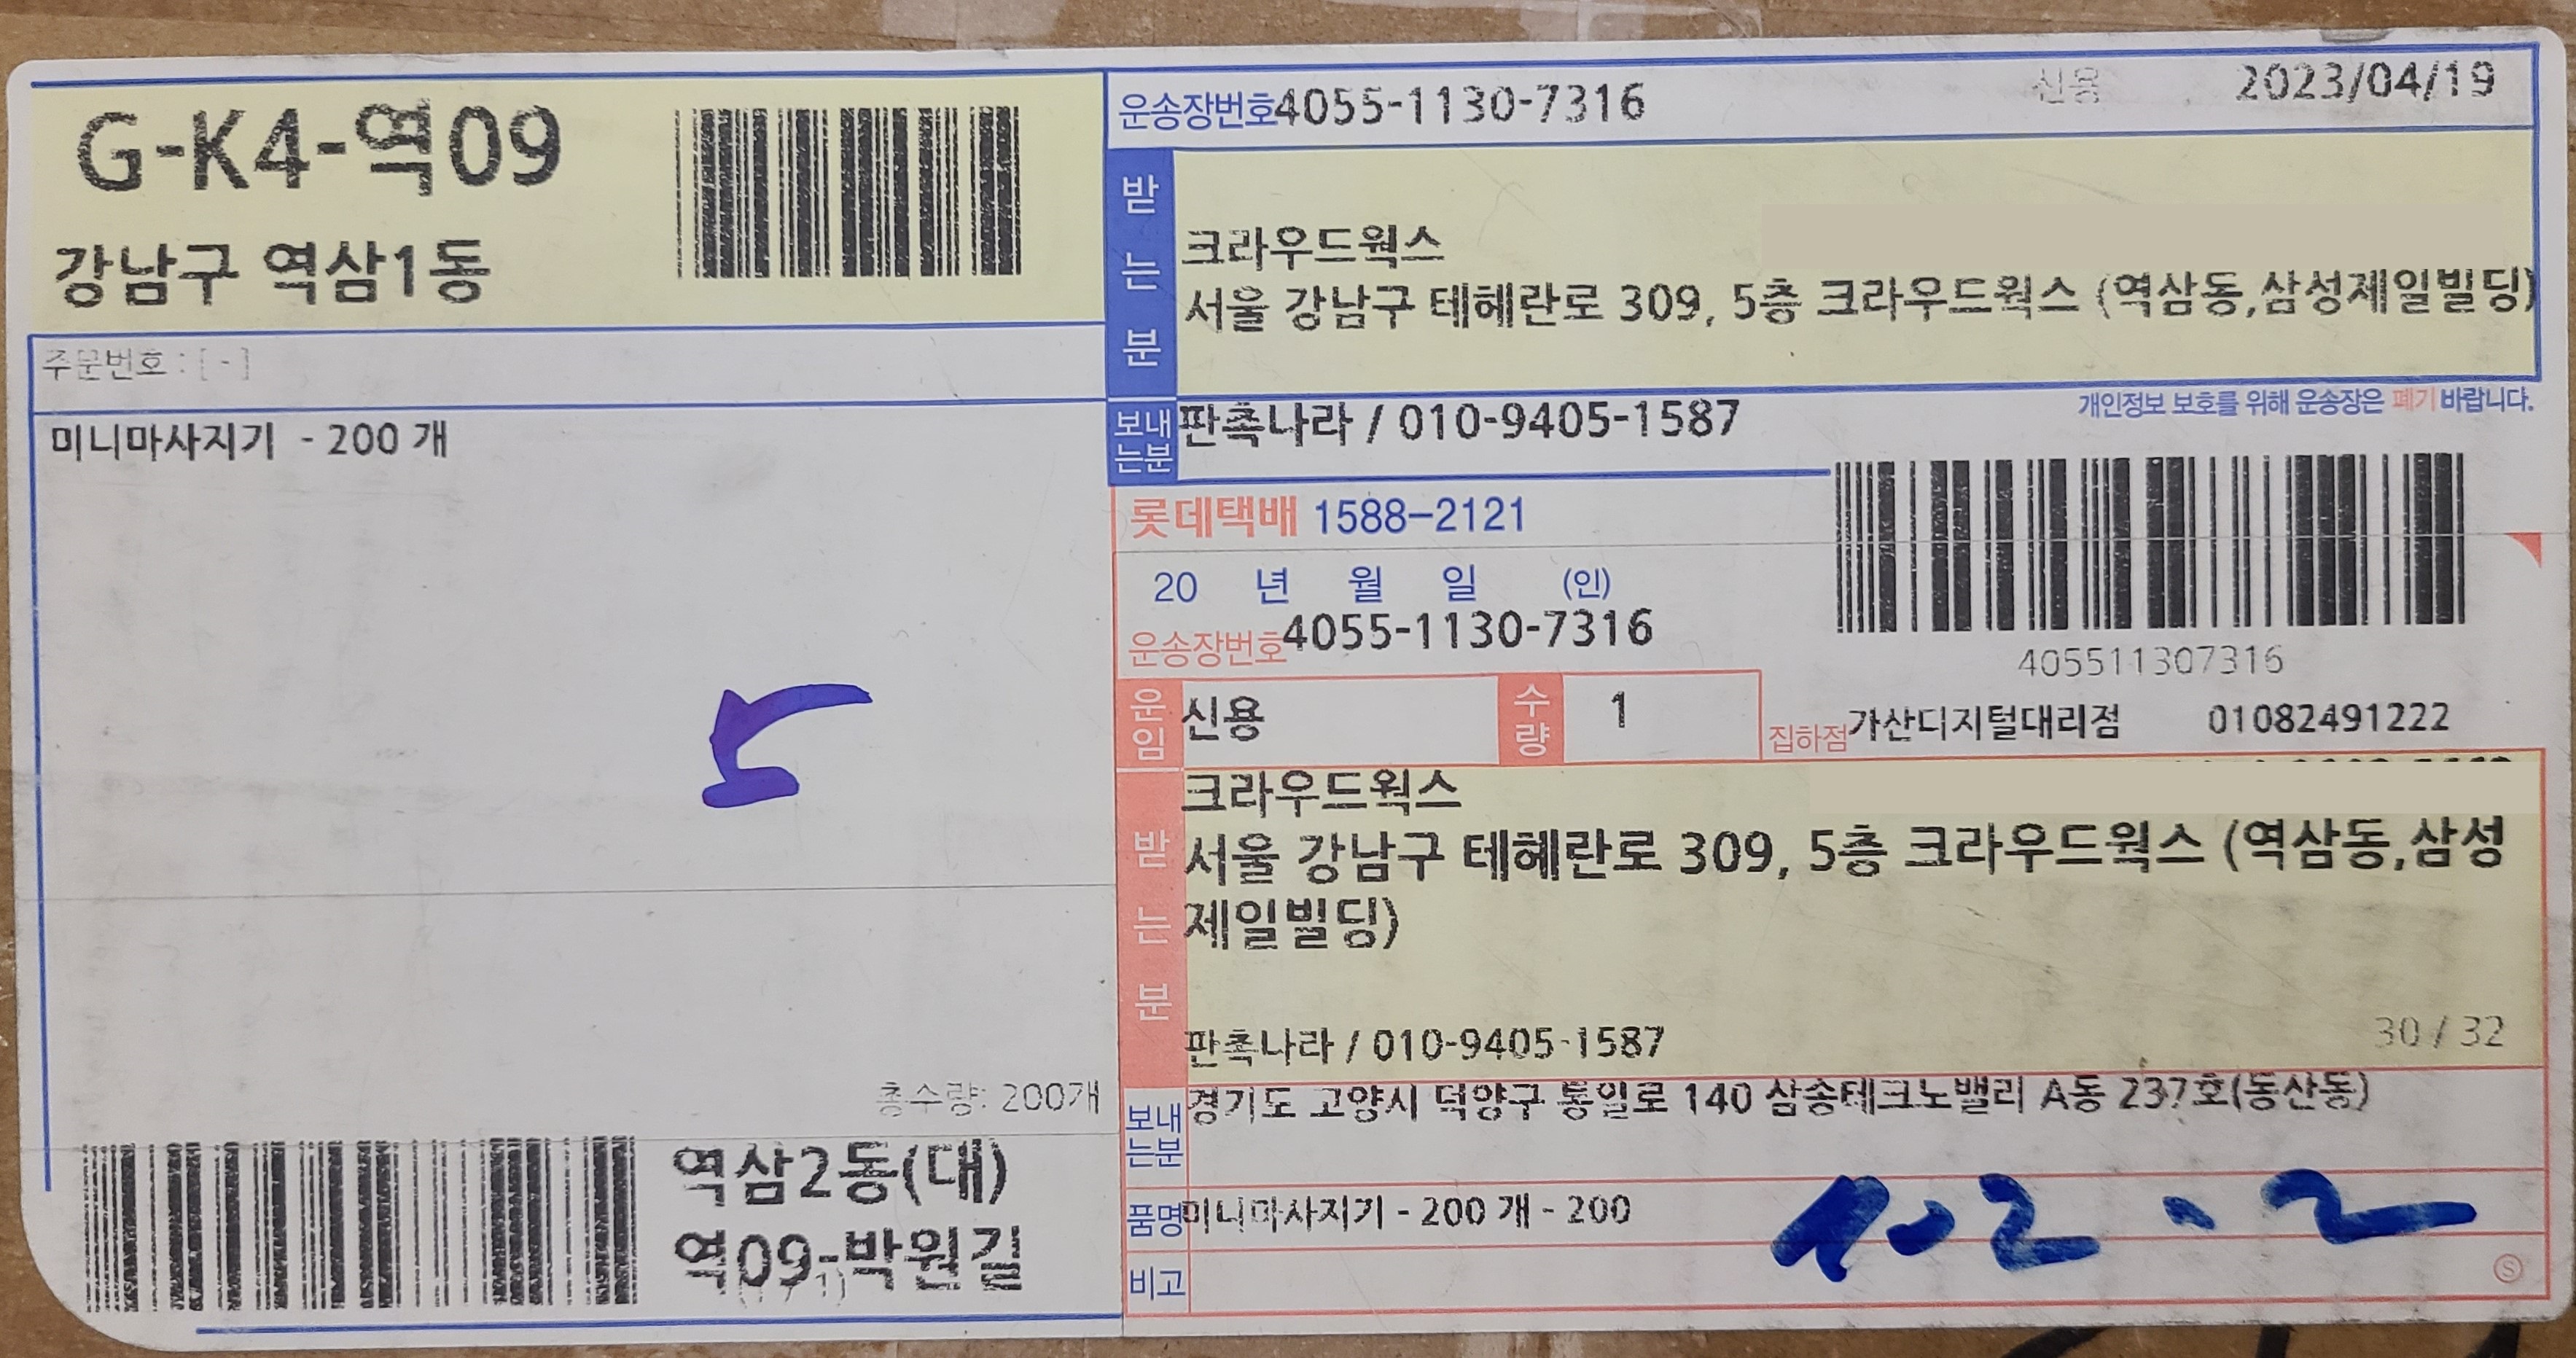 G-K4-역09
강남구 역삼1동
주문번호 : [ - ]
미니마사지기 - 200 개
총수량: 200개
역삼2동(대)
역09-박원길
운송장번호4055-1130-7316
신용 2023/04/19
받는분
크라우드웍스
서울 강남구 테헤란로 309, 5층 크라우드웍스 (역삼동,삼성제일빌딩)
개인정보 보호를 위해 운송장은 폐기 바랍니다.
보내는분
판촉나라 / 010-9405-1587
롯데택배 1588-2121
20 년 월 일 (인)
운송장번호4055-1130-7316
405511307316
운임 신용 수량 1
집하점 가산디지털대리점 01082491222
받는분
크라우드웍스
서울 강남구 테헤란로 309, 5층 크라우드웍스 (역삼동,삼성
제일빌딩)
판촉나라 / 010-9405-1587
30 / 32
보내는분
경기도 고양시 덕양구 통일로 140 삼송테크노밸리 A동 237호(동산동)
품명 미니마사지기 - 200 개 - 200
비고
Ⓢ